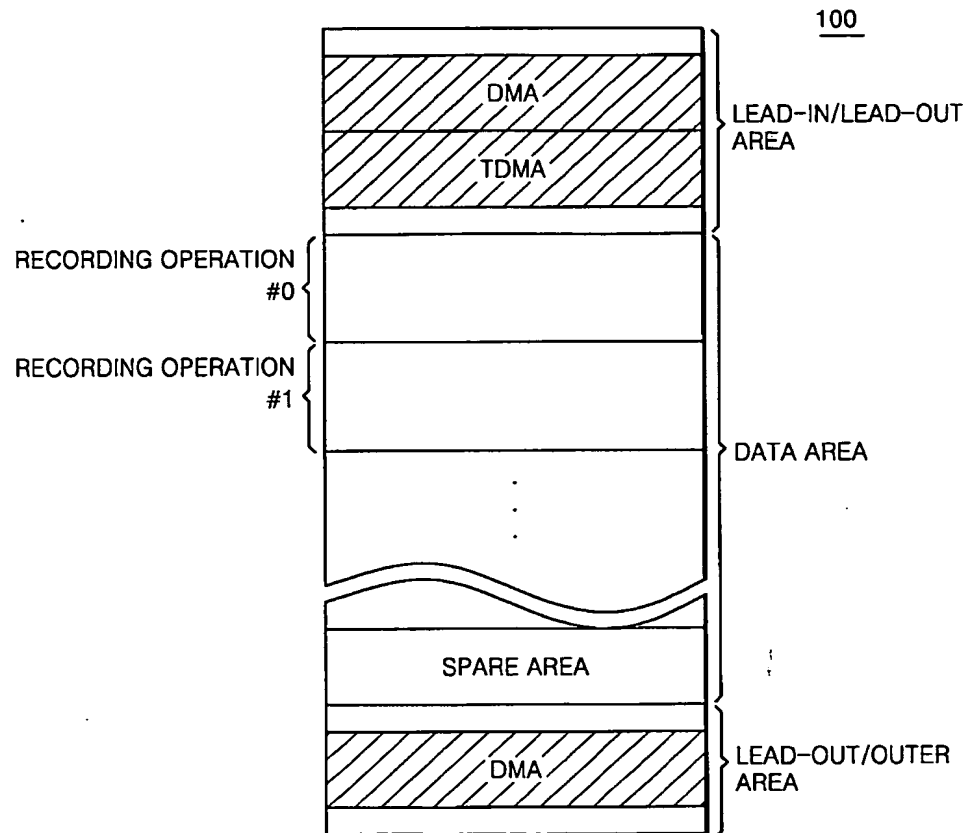 100
DMA
LEAD-IN/LEAD-OUT
AREA
TDMA
RECORDING OPERATION
#0
RECORDING OPERATION
#1
DATA AREA
SPARE AREA
DMA
LEAD-OUT/OUTER
AREA